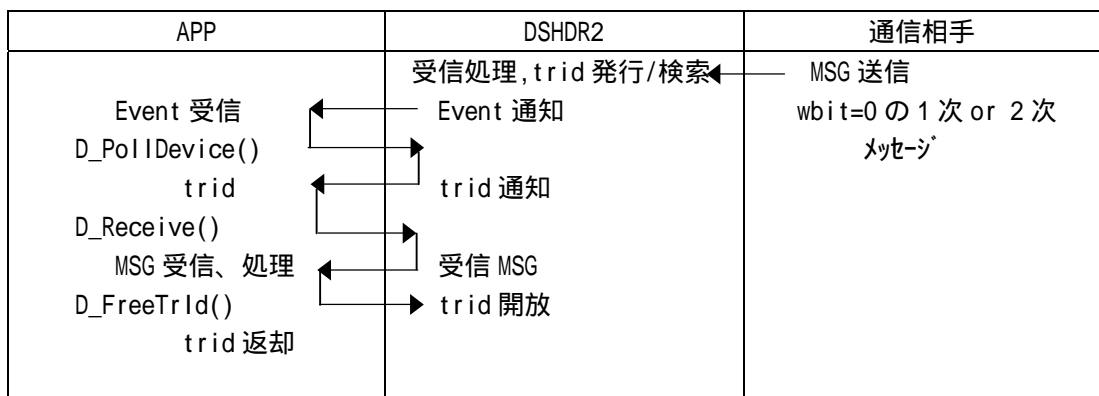 APP DSHDR2 通信相手
受信処理,trid 発行/検索 MSG 送信
Event 受信 Event 通知 wbit=0 の 1 次 or 2 次
D_PollDevice() ﾒｯｾｰｼﾞ
trid trid 通知
D_Receive()
MSG 受信、処理 受信 MSG
D_FreeTrId() trid 開放
trid 返却